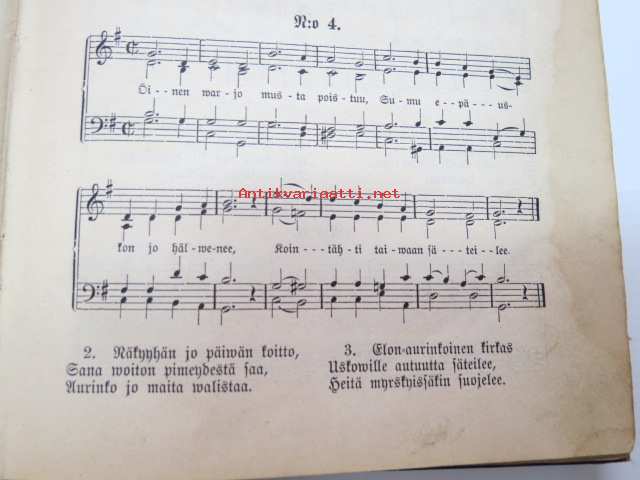 N:o 4.
Öi - - nen war - jo mus - ta pois - tuu, Su - mu e - pä - - - us-
Antikvariaatti.net
kon jo häl - we - nee, Koin - - - täh - ti tai - waan sä - tei - lee.
2. Näkyyhän jo päiwän koitto,
Sana woiton pimeydestä saa,
Aurinko jo maita walistaa.
3. Elon-aurinkoinen kirkas
Uskowille autuutta säteilee,
Heitä myrskyissäkin suojelee.